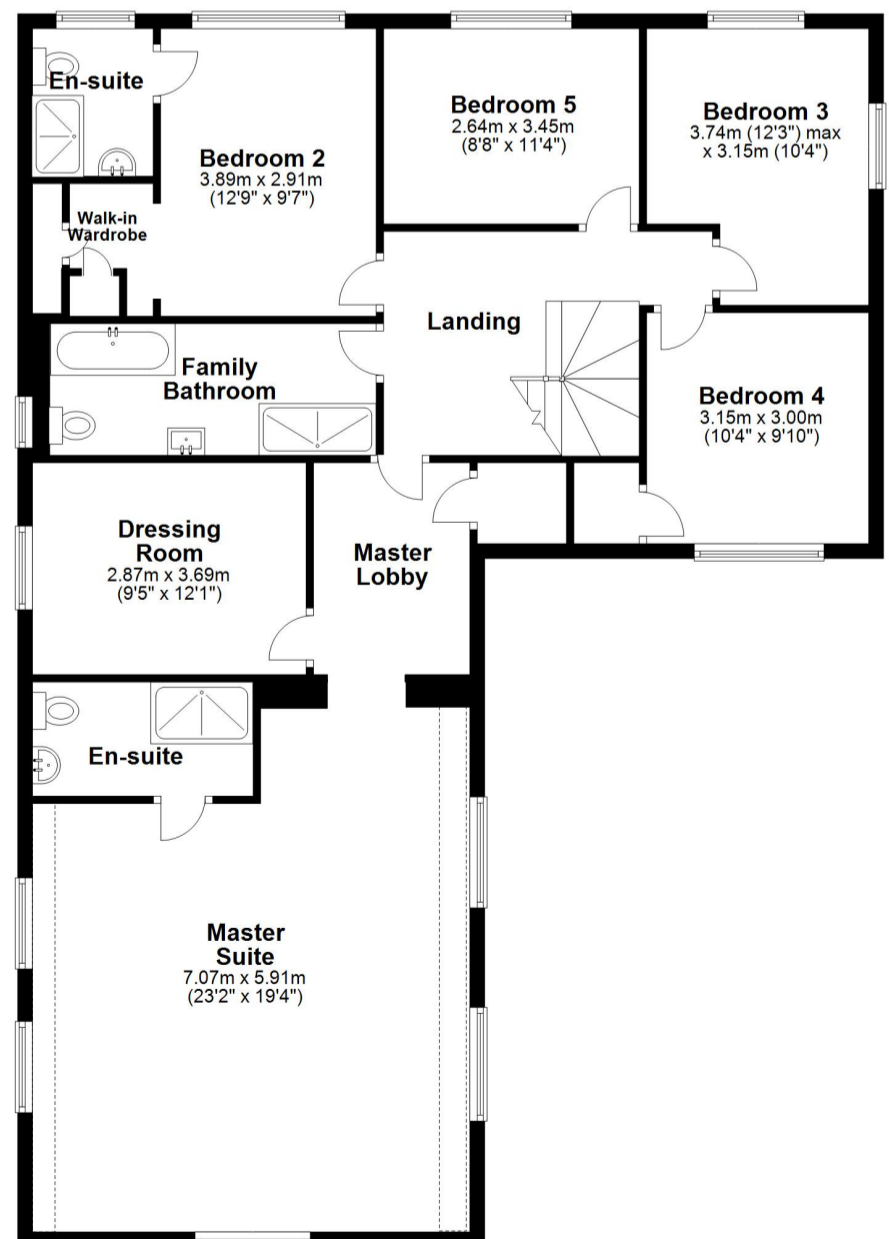 En-suite
Bedroom 2
3.89m x 2.91m
(12'9" x 9'7")
Bedroom 5
2.64m x 3.45m
(8'8" x 11'4")
Bedroom 3
3.74m (12'3") max
x 3.15m (10'4")
Walk-in
Wardrobe
Landing
Family
Bathroom
Bedroom 4
3.15m x 3.00m
(10'4" x 9'10")
Dressing
Room
2.87m x 3.69m
(9'5" x 12'1")
Master
Lobby
En-suite
Master
Suite
7.07m x 5.91m
(23'2" x 19'4")